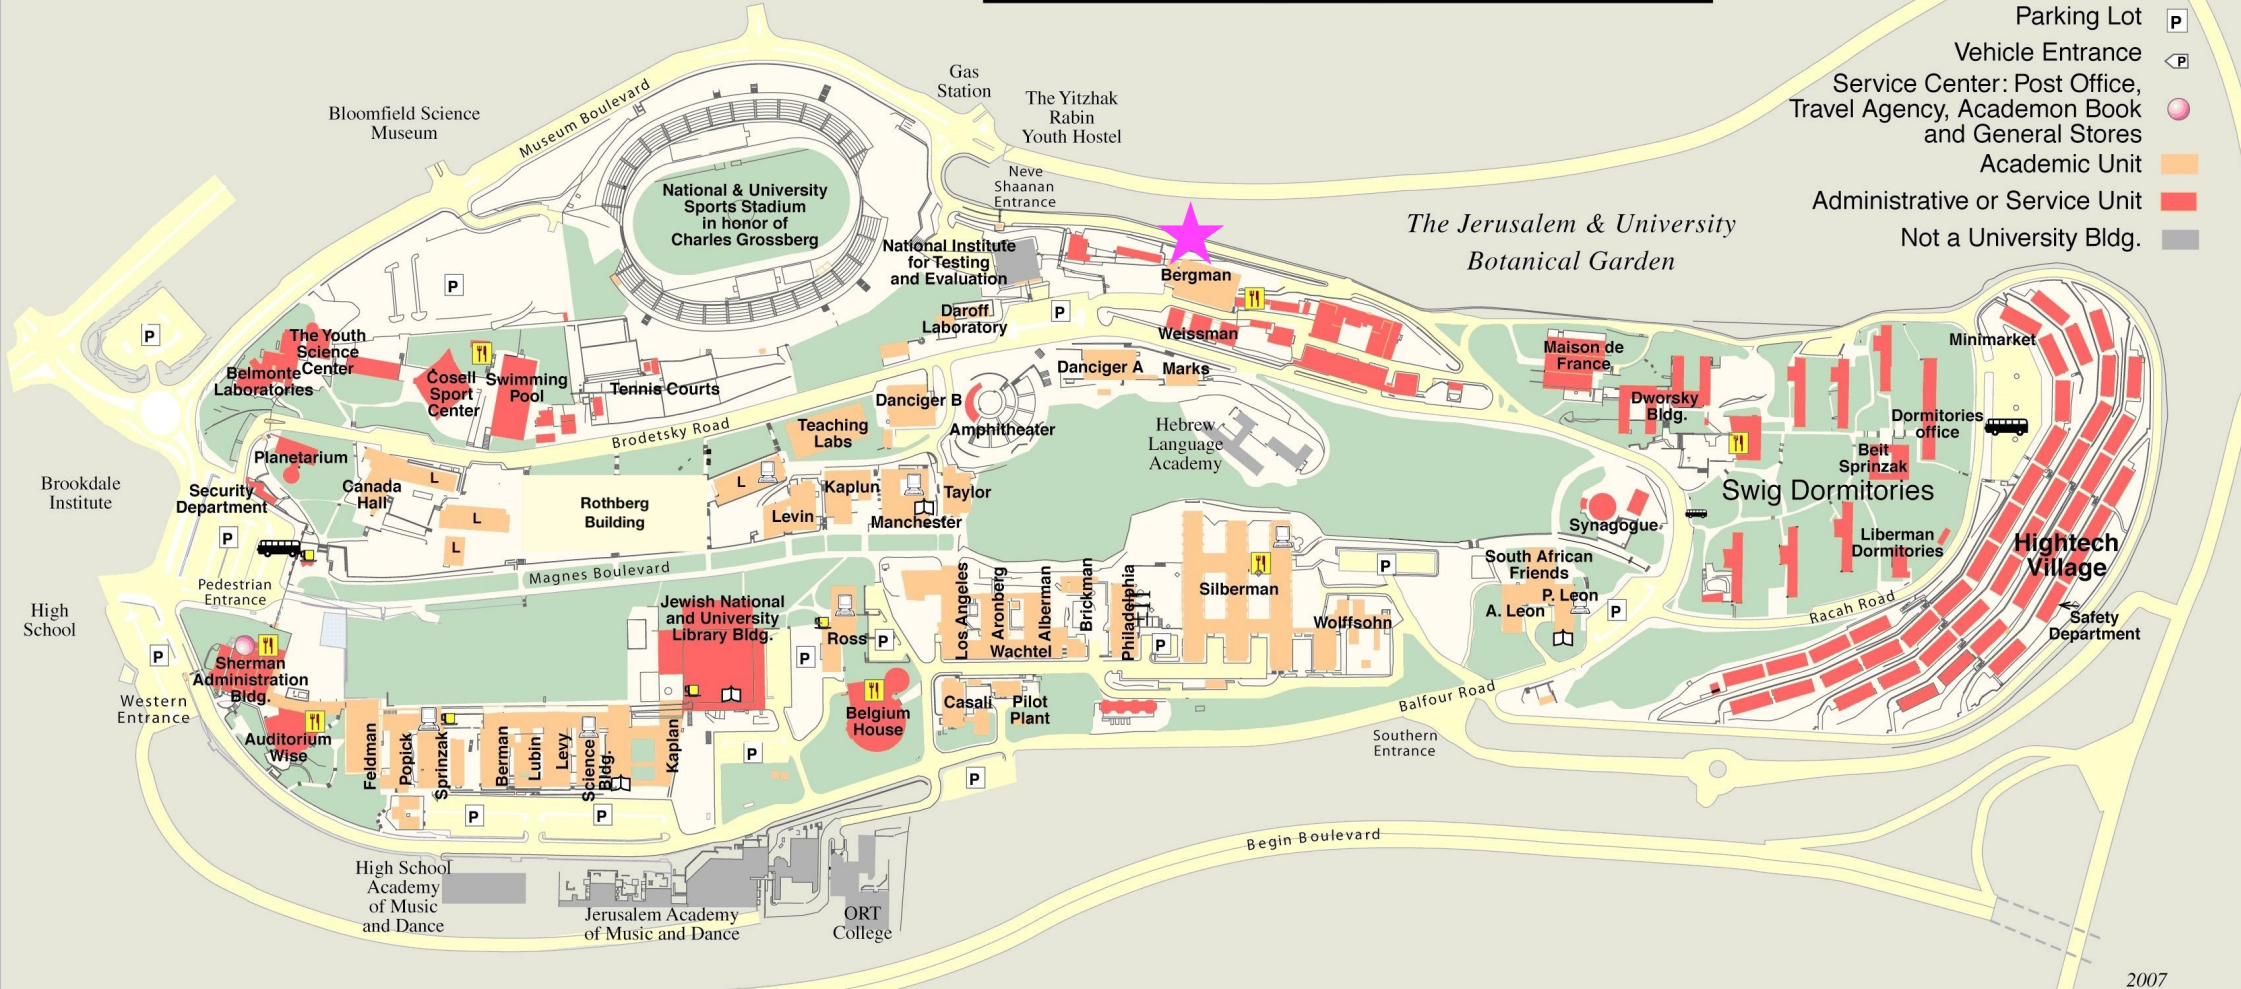 Parking Lot
P
Vehicle Entrance
P
Service Center: Post Office,
Travel Agency, Academon Book
and General Stores
Academic Unit
Administrative or Service Unit
Not a University Bldg.
Gas
Station
The Yitzhak
Rabin
Youth Hostel
Bloomfield Science
Museum
Museum Boulevard
Neve
Shaanan
Entrance
National & University
Sports Stadium
in honor of
Charles Grossberg
The Jerusalem & University
Botanical Garden
National Institute
for Testing
and Evaluation
Bergman
P
P
P
Daroff
Laboratory
Weissman
The Youth
Science
Center
Belmonte
Laboratories
Cosell
Sport
Center
Swimming
Pool
Tennis Courts
Danciger A
Marks
Maison de
France
Minimarket
Dworsky
Bldg.
Danciger B
Amphitheater
Teaching
Labs
Brodetsky Road
Hebrew
Language
Academy
Dormitories
office
Beit
Sprinzak
Swig Dormitories
Planetarium
Brookdale
Institute
Security
Department
Canada
Hall
L
L
L
L
Rothberg
Building
Levin
Kaplun
Manchester
Taylor
Synagogue
Liberman
Dormitories
Hightech
Village
P
Pedestrian
Entrance
Magnes Boulevard
High
School
Jewish National
and University
Library Bldg.
Ross
P
P
Los Angeles
Aronberg
Alberman
Brickman
Philadelphia
Wachtel
P
Silberman
Wolffsohn
P
South African
Friends
P. Leon
A. Leon
P
Racah Road
Safety
Department
P
Sherman
Administration
Bldg.
Western
Entrance
Auditorium
Wise
Feldman
Popick
Sprinzak
Berman
Lubin
Levy
Science
Bldg.
Kaplan
Belgium
House
Casali
Pilot
Plant
Balfour Road
Southern
Entrance
P
P
P
P
High School
Academy
of Music
and Dance
Jerusalem Academy
of Music and Dance
ORT
College
Begin Boulevard
2007